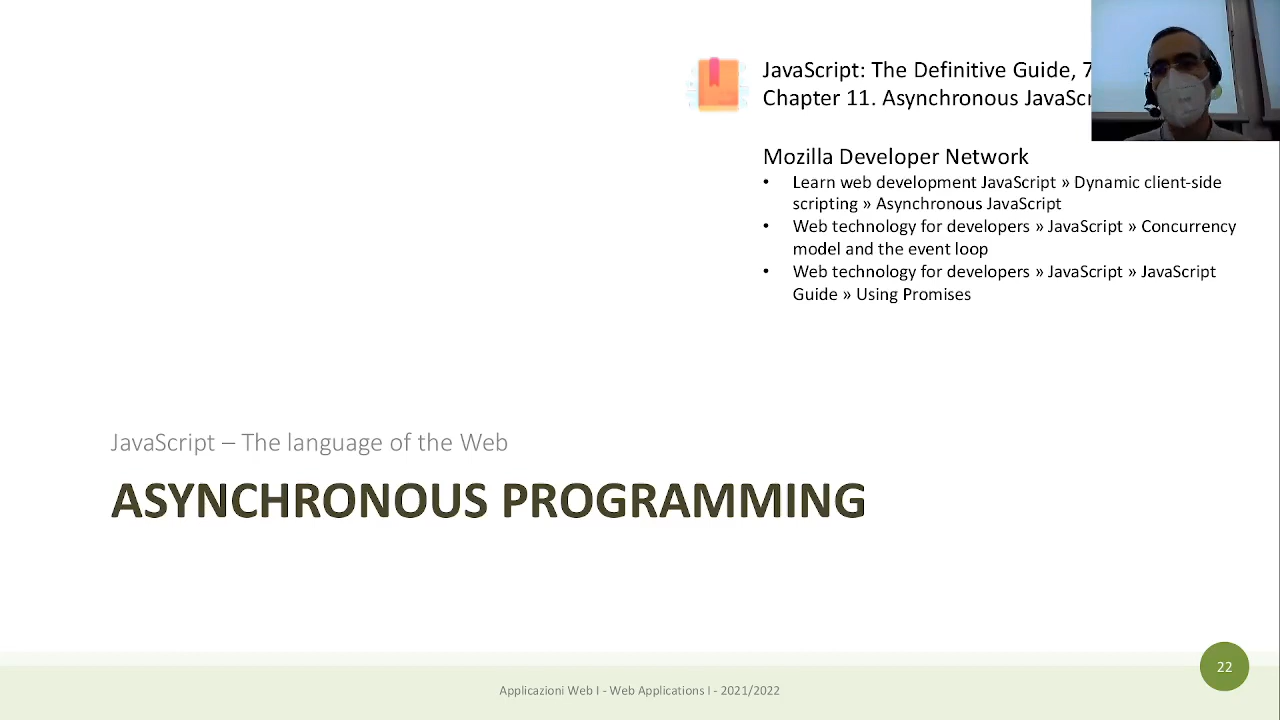 JavaScript: The Definitive Guide,
Chapter 11. Asynchronous
Mozilla Developer Network
• Learn web development JavaScript » Dynamic client-side
scripting » Asynchronous JavaScript
• Web technology for developers » JavaScript » Concurrency
model and the event loop
• Web technology for developers » JavaScript » JavaScript
Guide » Using Promises
JavaScript – The language of the Web
ASYNCHRONOUS PROGRAMMING
22
Applicazioni Web I - Web Applications I - 2021/2022